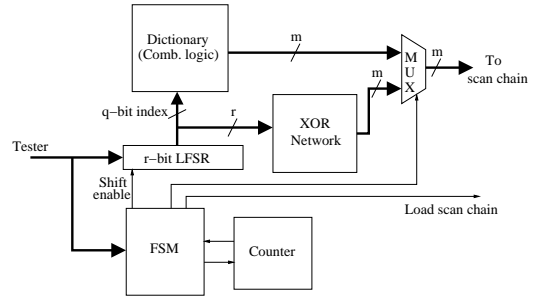 Dictionary
(Comb. logic)
m
M
U
X
m
To
scan chain
m
q−bit index
r
XOR
Network
Tester
r−bit LFSR
Shift
enable
Load scan chain
FSM
Counter